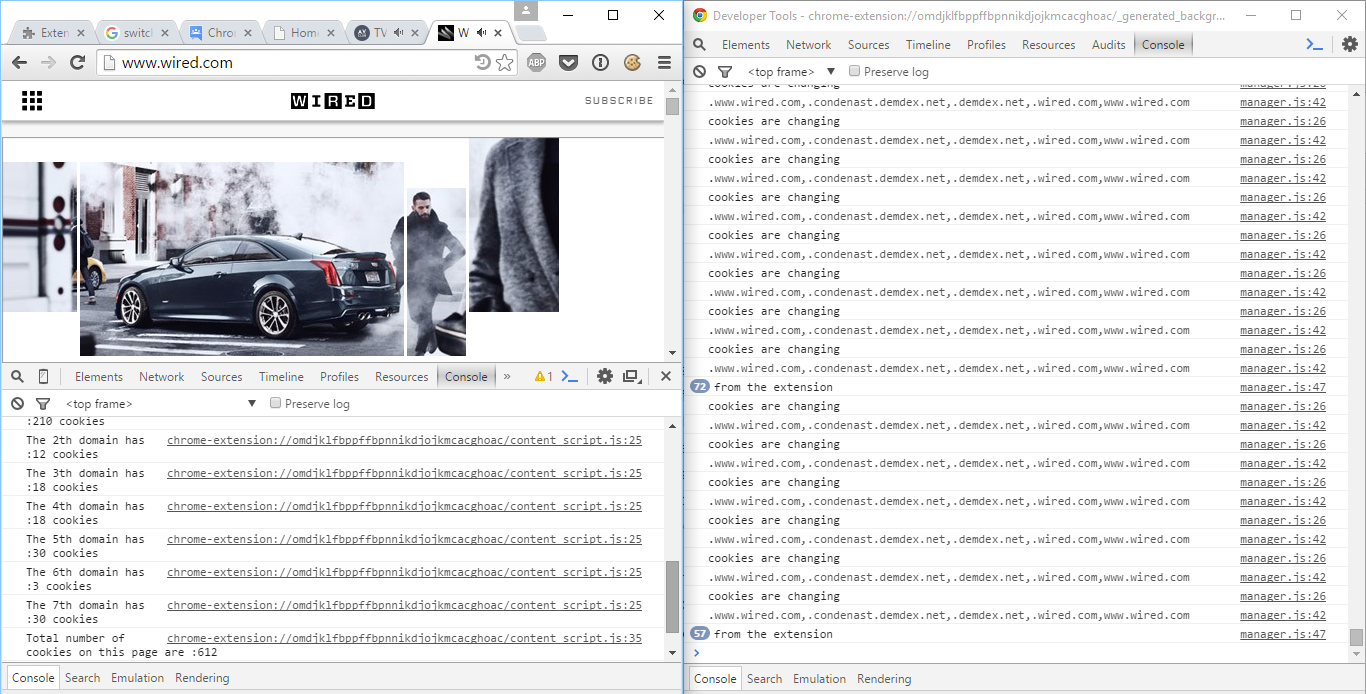 Exten
switch
Chro
Home
TV
W
www.wired.com
ABP
WIRED
SUBSCRIBE
Elements Network Sources Timeline Profiles Resources Console » 1
<top frame> ▼ Preserve log
:210 cookies
The 2th domain has chrome-extension://omdjklfbppffbpnnikdjojkmcacghoac/content_script.js:25
:12 cookies
The 3th domain has chrome-extension://omdjklfbppffbpnnikdjojkmcacghoac/content_script.js:25
:18 cookies
The 4th domain has chrome-extension://omdjklfbppffbpnnikdjojkmcacghoac/content_script.js:25
:18 cookies
The 5th domain has chrome-extension://omdjklfbppffbpnnikdjojkmcacghoac/content_script.js:25
:30 cookies
The 6th domain has chrome-extension://omdjklfbppffbpnnikdjojkmcacghoac/content_script.js:25
:3 cookies
The 7th domain has chrome-extension://omdjklfbppffbpnnikdjojkmcacghoac/content_script.js:25
:30 cookies
Total number of chrome-extension://omdjklfbppffbpnnikdjojkmcacghoac/content_script.js:35
cookies on this page are :612
Console Search Emulation Rendering
Developer Tools - chrome-extension://omdjklfbppffbpnnikdjojkmcacghoac/_generated_backgr...
Elements Network Sources Timeline Profiles Resources Audits Console
<top frame> ▼ Preserve log
cookies are changing manager.js:26
.www.wired.com,.condenast.demdex.net,.demdex.net,.wired.com,www.wired.com manager.js:42
cookies are changing manager.js:26
.www.wired.com,.condenast.demdex.net,.demdex.net,.wired.com,www.wired.com manager.js:42
cookies are changing manager.js:26
.www.wired.com,.condenast.demdex.net,.demdex.net,.wired.com,www.wired.com manager.js:42
cookies are changing manager.js:26
.www.wired.com,.condenast.demdex.net,.demdex.net,.wired.com,www.wired.com manager.js:42
cookies are changing manager.js:26
.www.wired.com,.condenast.demdex.net,.demdex.net,.wired.com,www.wired.com manager.js:42
cookies are changing manager.js:26
.www.wired.com,.condenast.demdex.net,.demdex.net,.wired.com,www.wired.com manager.js:42
cookies are changing manager.js:26
.www.wired.com,.condenast.demdex.net,.demdex.net,.wired.com,www.wired.com manager.js:42
cookies are changing manager.js:26
.www.wired.com,.condenast.demdex.net,.demdex.net,.wired.com,www.wired.com manager.js:42
72 from the extension manager.js:47
cookies are changing manager.js:26
.www.wired.com,.condenast.demdex.net,.demdex.net,.wired.com,www.wired.com manager.js:42
cookies are changing manager.js:26
.www.wired.com,.condenast.demdex.net,.demdex.net,.wired.com,www.wired.com manager.js:42
cookies are changing manager.js:26
.www.wired.com,.condenast.demdex.net,.demdex.net,.wired.com,www.wired.com manager.js:42
cookies are changing manager.js:26
.www.wired.com,.condenast.demdex.net,.demdex.net,.wired.com,www.wired.com manager.js:42
cookies are changing manager.js:26
.www.wired.com,.condenast.demdex.net,.demdex.net,.wired.com,www.wired.com manager.js:42
cookies are changing manager.js:26
.www.wired.com,.condenast.demdex.net,.demdex.net,.wired.com,www.wired.com manager.js:42
57 from the extension manager.js:47
>
Console Search Emulation Rendering